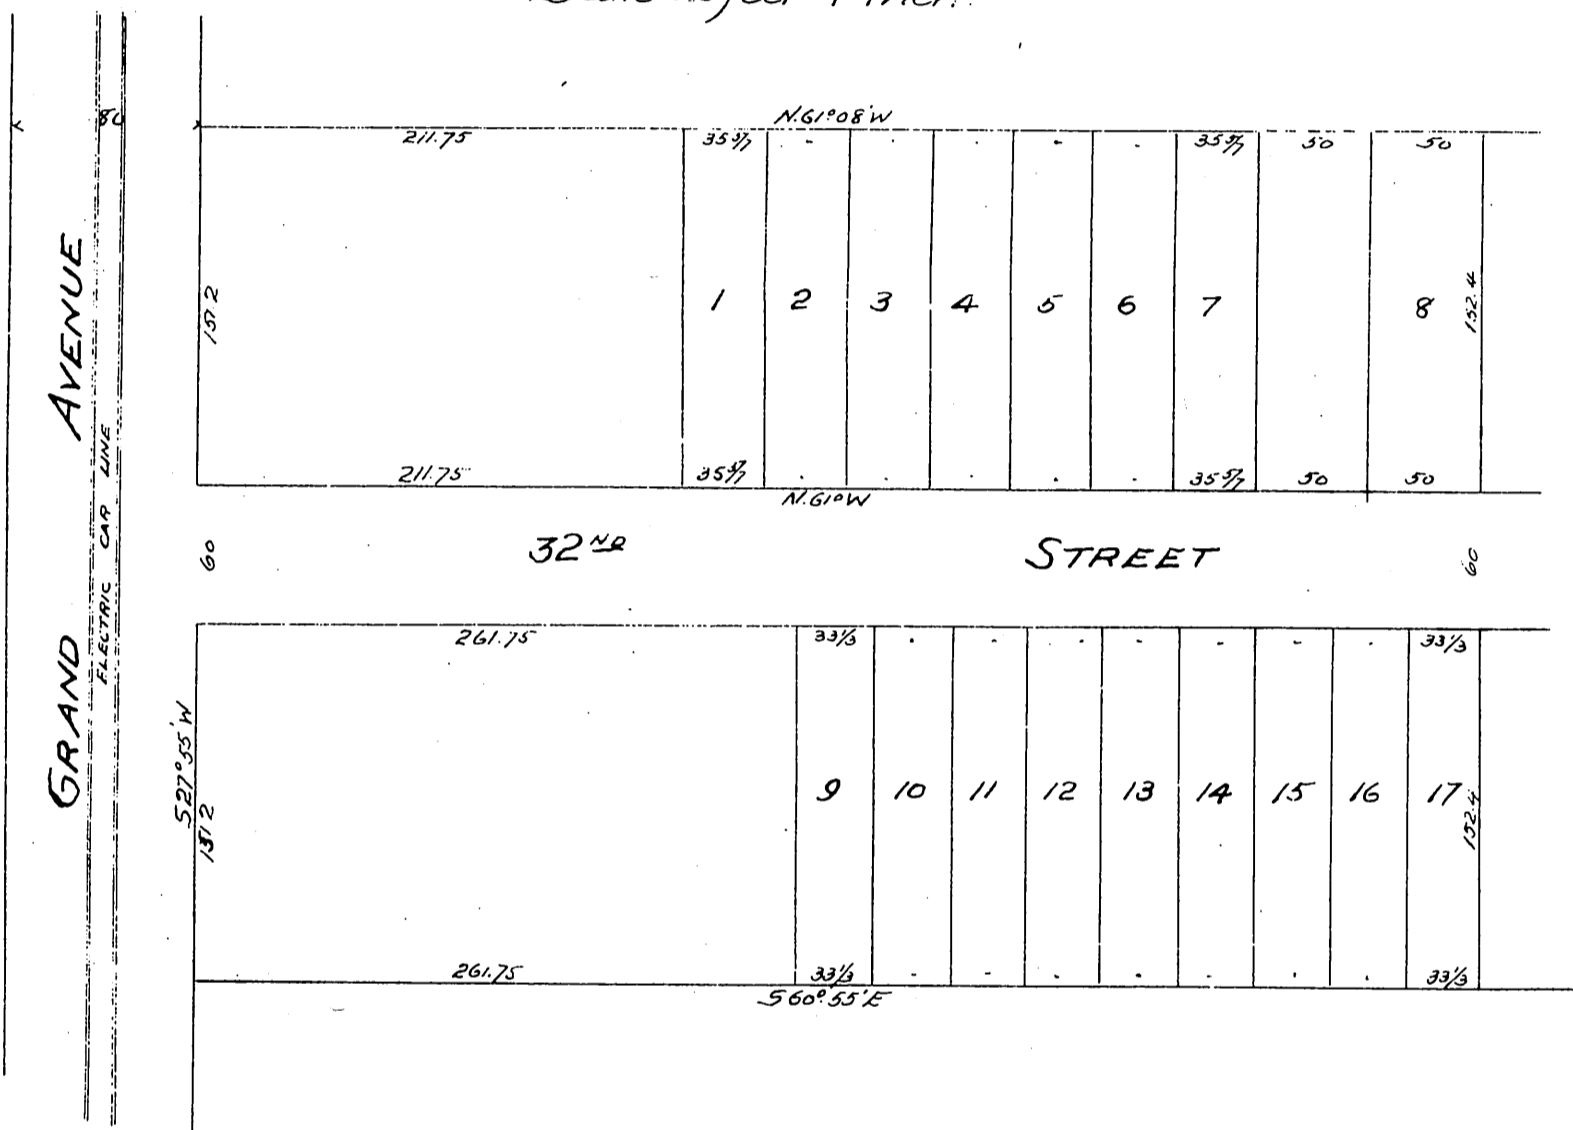 N.61°08'W
80
211.75 35 5/7 - . . - . 35 5/7 50 50
151.2 1 2 3 4 5 6 7 8 152.4
211.75 35 5/7 . . . . . 35 5/7 50 50
N.61°W
60 32ND STREET 60
GRAND AVENUE
ELECTRIC CAR LINE
261.75 33 1/3 . - . - - - . 33 1/3
S27°55'W
151.2 9 10 11 12 13 14 15 16 17 152.4
261.75 33 1/3 - - . . - . . 33 1/3
S60°55'E